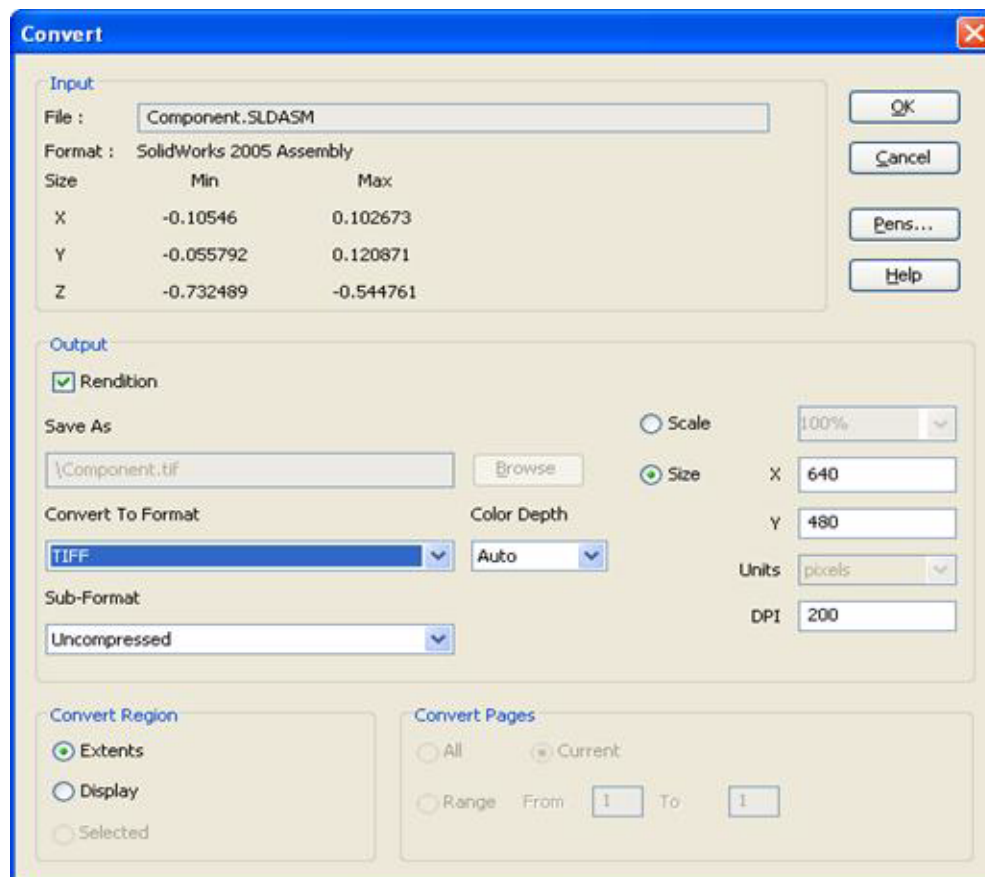 Convert
Input
File : Component.SLDASM
OK
Format : SolidWorks 2005 Assembly
Cancel
Size Min Max
X -0.10546 0.102673
Pens...
Y -0.055792 0.120871
Help
Z -0.732489 -0.544761
Output
Rendition
Save As
Scale 100%
\Component.tif Browse
Size X 640
Convert To Format Color Depth
Y 480
TIFF Auto
Units pixels
Sub-Format
DPI 200
Uncompressed
Convert Region
Extents
Display
Selected
Convert Pages
All Current
Range From 1 To 1